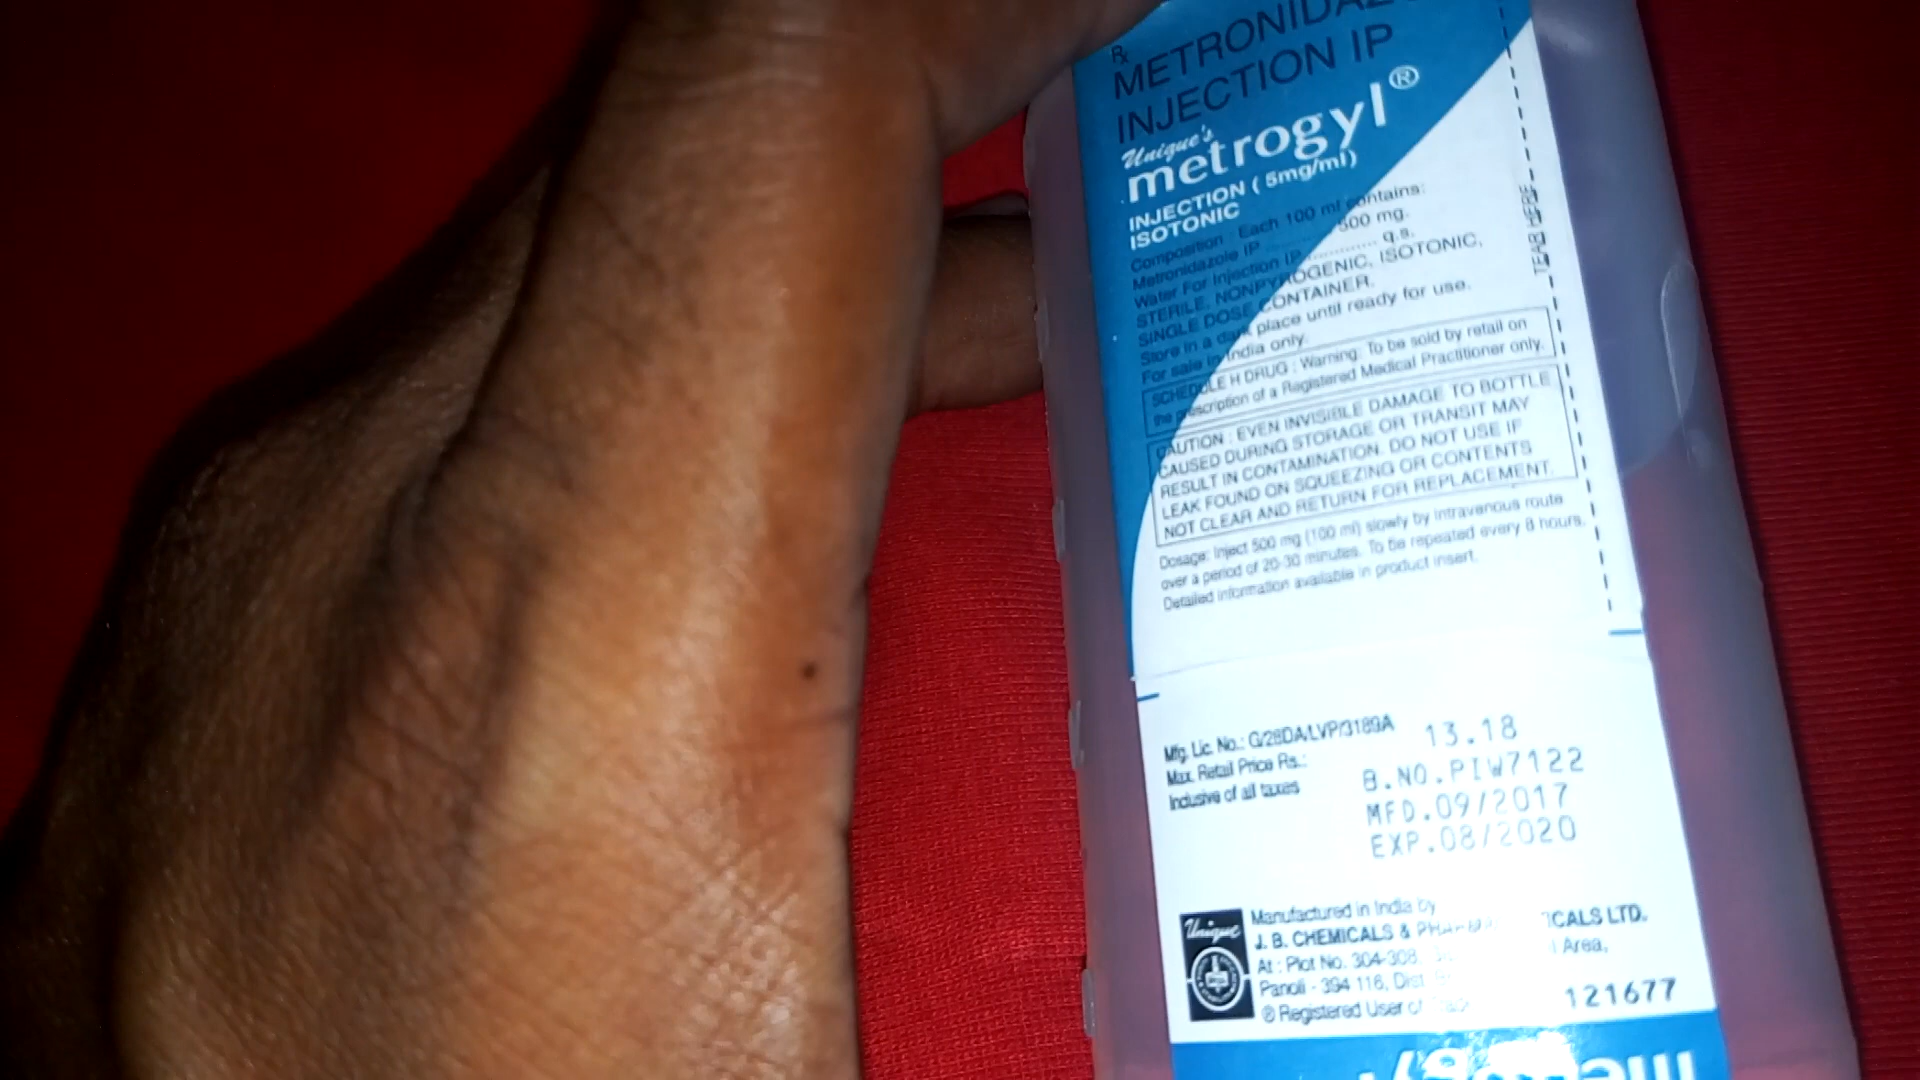 Rx
METRONIDAZ
INJECTION IP
Unique's
metrogyl®
INJECTION ( 5mg/ml)
ISOTONIC
Composition : Each 100 ml contains:
Metronidazole IP .............. 500 mg.
Water For Injection IP .............. q.s.
STERILE, NONPYROGENIC, ISOTONIC,
SINGLE DOSE CONTAINER.
Store in a dark place until ready for use.
For sale in India only.
SCHEDULE H DRUG : Warning: To be sold by retail on
the prescription of a Registered Medical Practitioner only.
CAUTION : EVEN INVISIBLE DAMAGE TO BOTTLE
CAUSED DURING STORAGE OR TRANSIT MAY
RESULT IN CONTAMINATION. DO NOT USE IF
LEAK FOUND ON SQUEEZING OR CONTENTS
NOT CLEAR AND RETURN FOR REPLACEMENT.
Dosage: Inject 500 mg (100 ml) slowly by intravenous route
over a period of 20-30 minutes. To be repeated every 8 hours.
Detailed information available in product insert.
TEAR HERE
Mfg. Lic. No.: G/28DA/LVP/3189A
Max. Retail Price Rs.: 13.18
Inclusive of all taxes
B.NO.PIW7122
MFD.09/2017
EXP.08/2020
Unique
Manufactured in India by
J. B. CHEMICALS & CALS LTD.
At : Plot No. 304-308, Area,
Panoli - 394 116, Dist
® Registered User of
121677